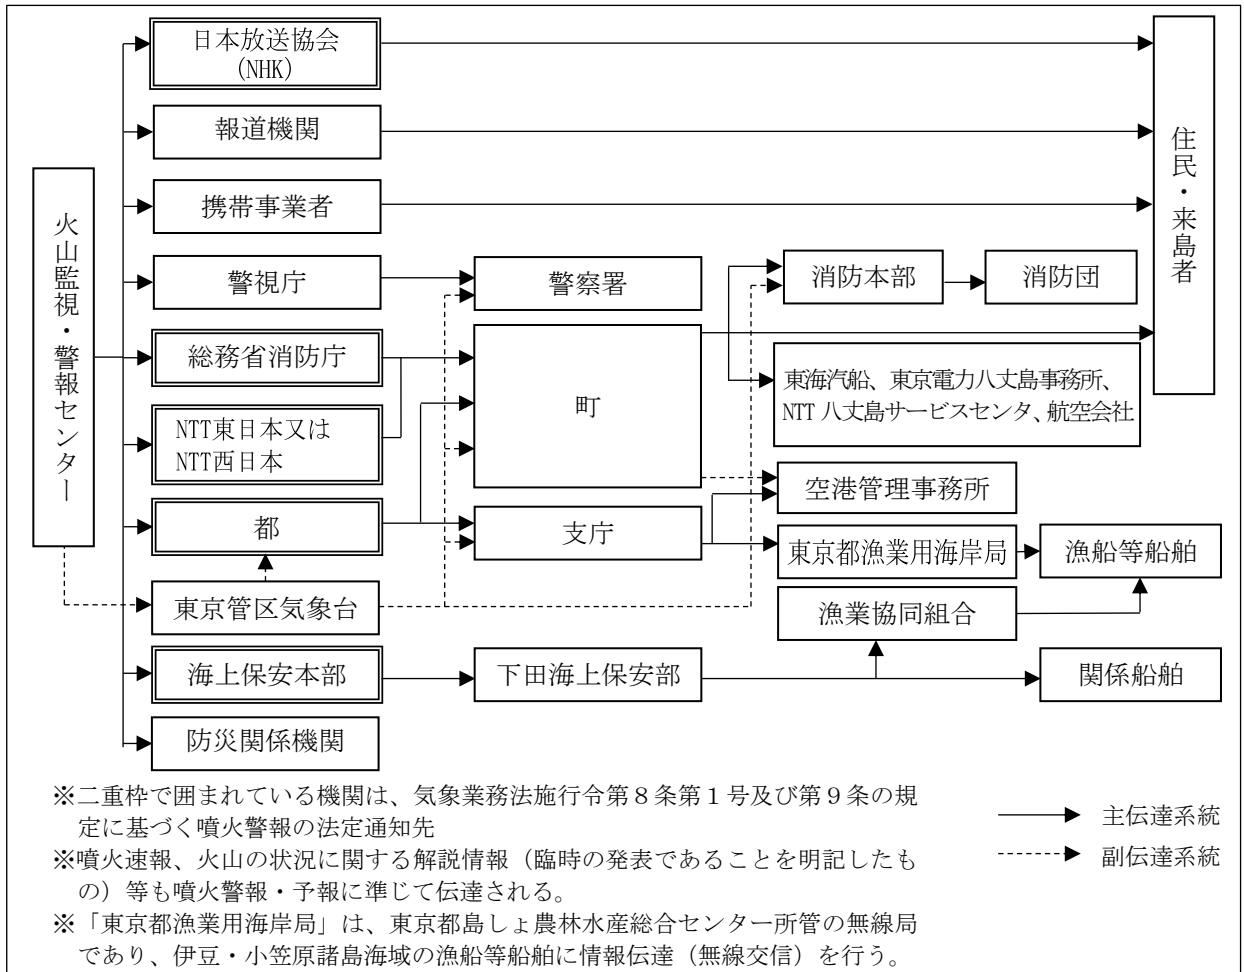 日本放送協会
(NHK)
報道機関
携帯事業者
火山監視・警報センター
住民・来島者
警視庁
警察署
消防本部
消防団
総務省消防庁
町
東海汽船、東京電力八丈島事務所、
NTT 八丈島サービスセンタ、航空会社
NTT東日本又は
NTT西日本
空港管理事務所
都
支庁
東京都漁業用海岸局
漁船等船舶
東京管区気象台
漁業協同組合
海上保安本部
下田海上保安部
関係船舶
防災関係機関
※二重枠で囲まれている機関は、気象業務法施行令第８条第１号及び第９条の規
定に基づく噴火警報の法定通知先
※噴火速報、火山の状況に関する解説情報（臨時の発表であることを明記したも
の）等も噴火警報・予報に準じて伝達される。
※「東京都漁業用海岸局」は、東京都島しょ農林水産総合センター所管の無線局
であり、伊豆・小笠原諸島海域の漁船等船舶に情報伝達（無線交信）を行う。
主伝達系統
副伝達系統